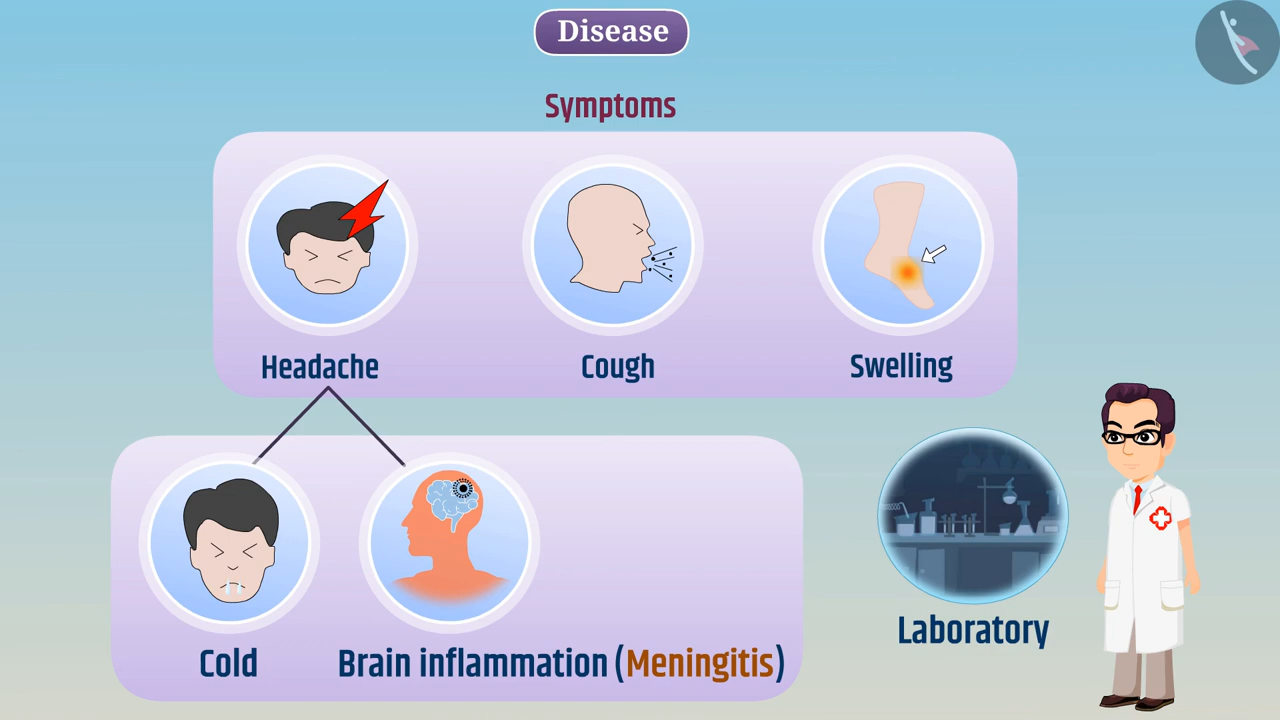 Disease
Symptoms
Headache
Cough
Swelling
Cold
Brain inflammation (Meningitis)
Laboratory